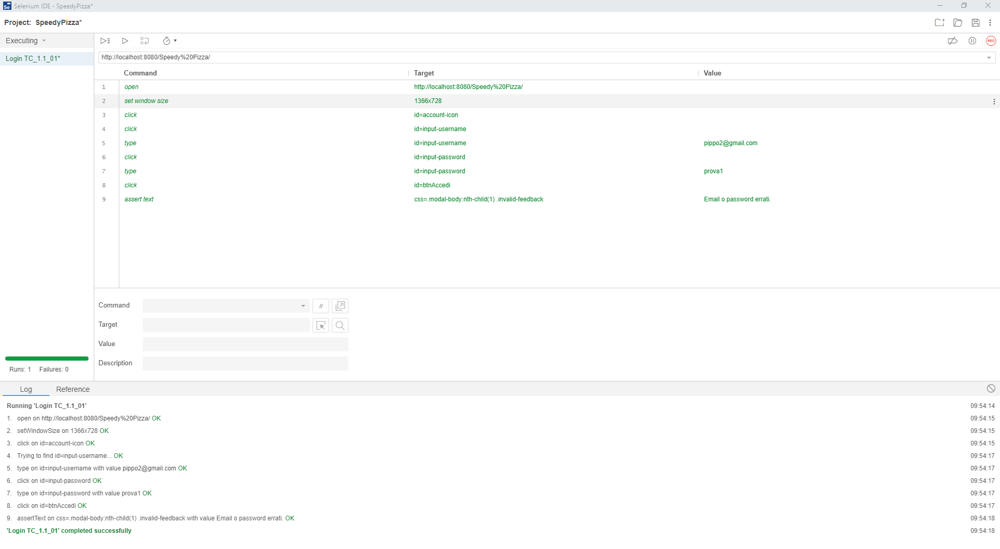 Se Selenium IDE - SpeedyPizza*
Project: SpeedyPizza*
Executing
REC
Login TC_1.1_01*
http://localhost:8080/Speedy%20Pizza/
Command Target Value
1 open http://localhost:8080/Speedy%20Pizza/
2 set window size 1366x728
3 click id=account-icon
4 click id=input-username
5 type id=input-username pippo2@gmail.com
6 click id=input-password
7 type id=input-password prova1
8 click id=btnAccedi
9 assert text css=.modal-body:nth-child(1) .invalid-feedback Email o password errati.
Command //
Target
Value
Description
Runs: 1 Failures: 0
Log Reference
Running 'Login TC_1.1_01' 09:54:14
1. open on http://localhost:8080/Speedy%20Pizza/ OK 09:54:15
2. setWindowSize on 1366x728 OK 09:54:15
3. click on id=account-icon OK 09:54:15
4. Trying to find id=input-username... OK 09:54:17
5. type on id=input-username with value pippo2@gmail.com OK 09:54:17
6. click on id=input-password OK 09:54:17
7. type on id=input-password with value prova1 OK 09:54:17
8. click on id=btnAccedi OK 09:54:17
9. assertText on css=.modal-body:nth-child(1) .invalid-feedback with value Email o password errati. OK 09:54:18
'Login TC_1.1_01' completed successfully 09:54:18